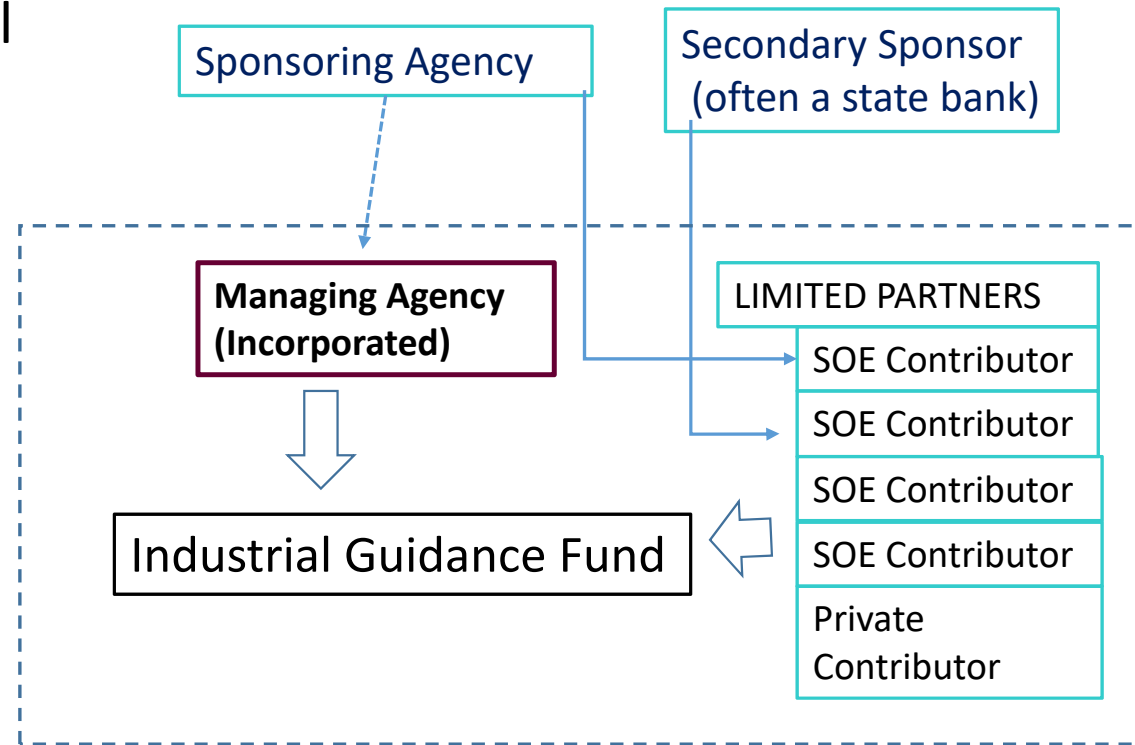 Sponsoring Agency
Secondary Sponsor
(often a state bank)
Managing Agency
(Incorporated)
LIMITED PARTNERS
SOE Contributor
SOE Contributor
SOE Contributor
SOE Contributor
Private
Contributor
Industrial Guidance Fund